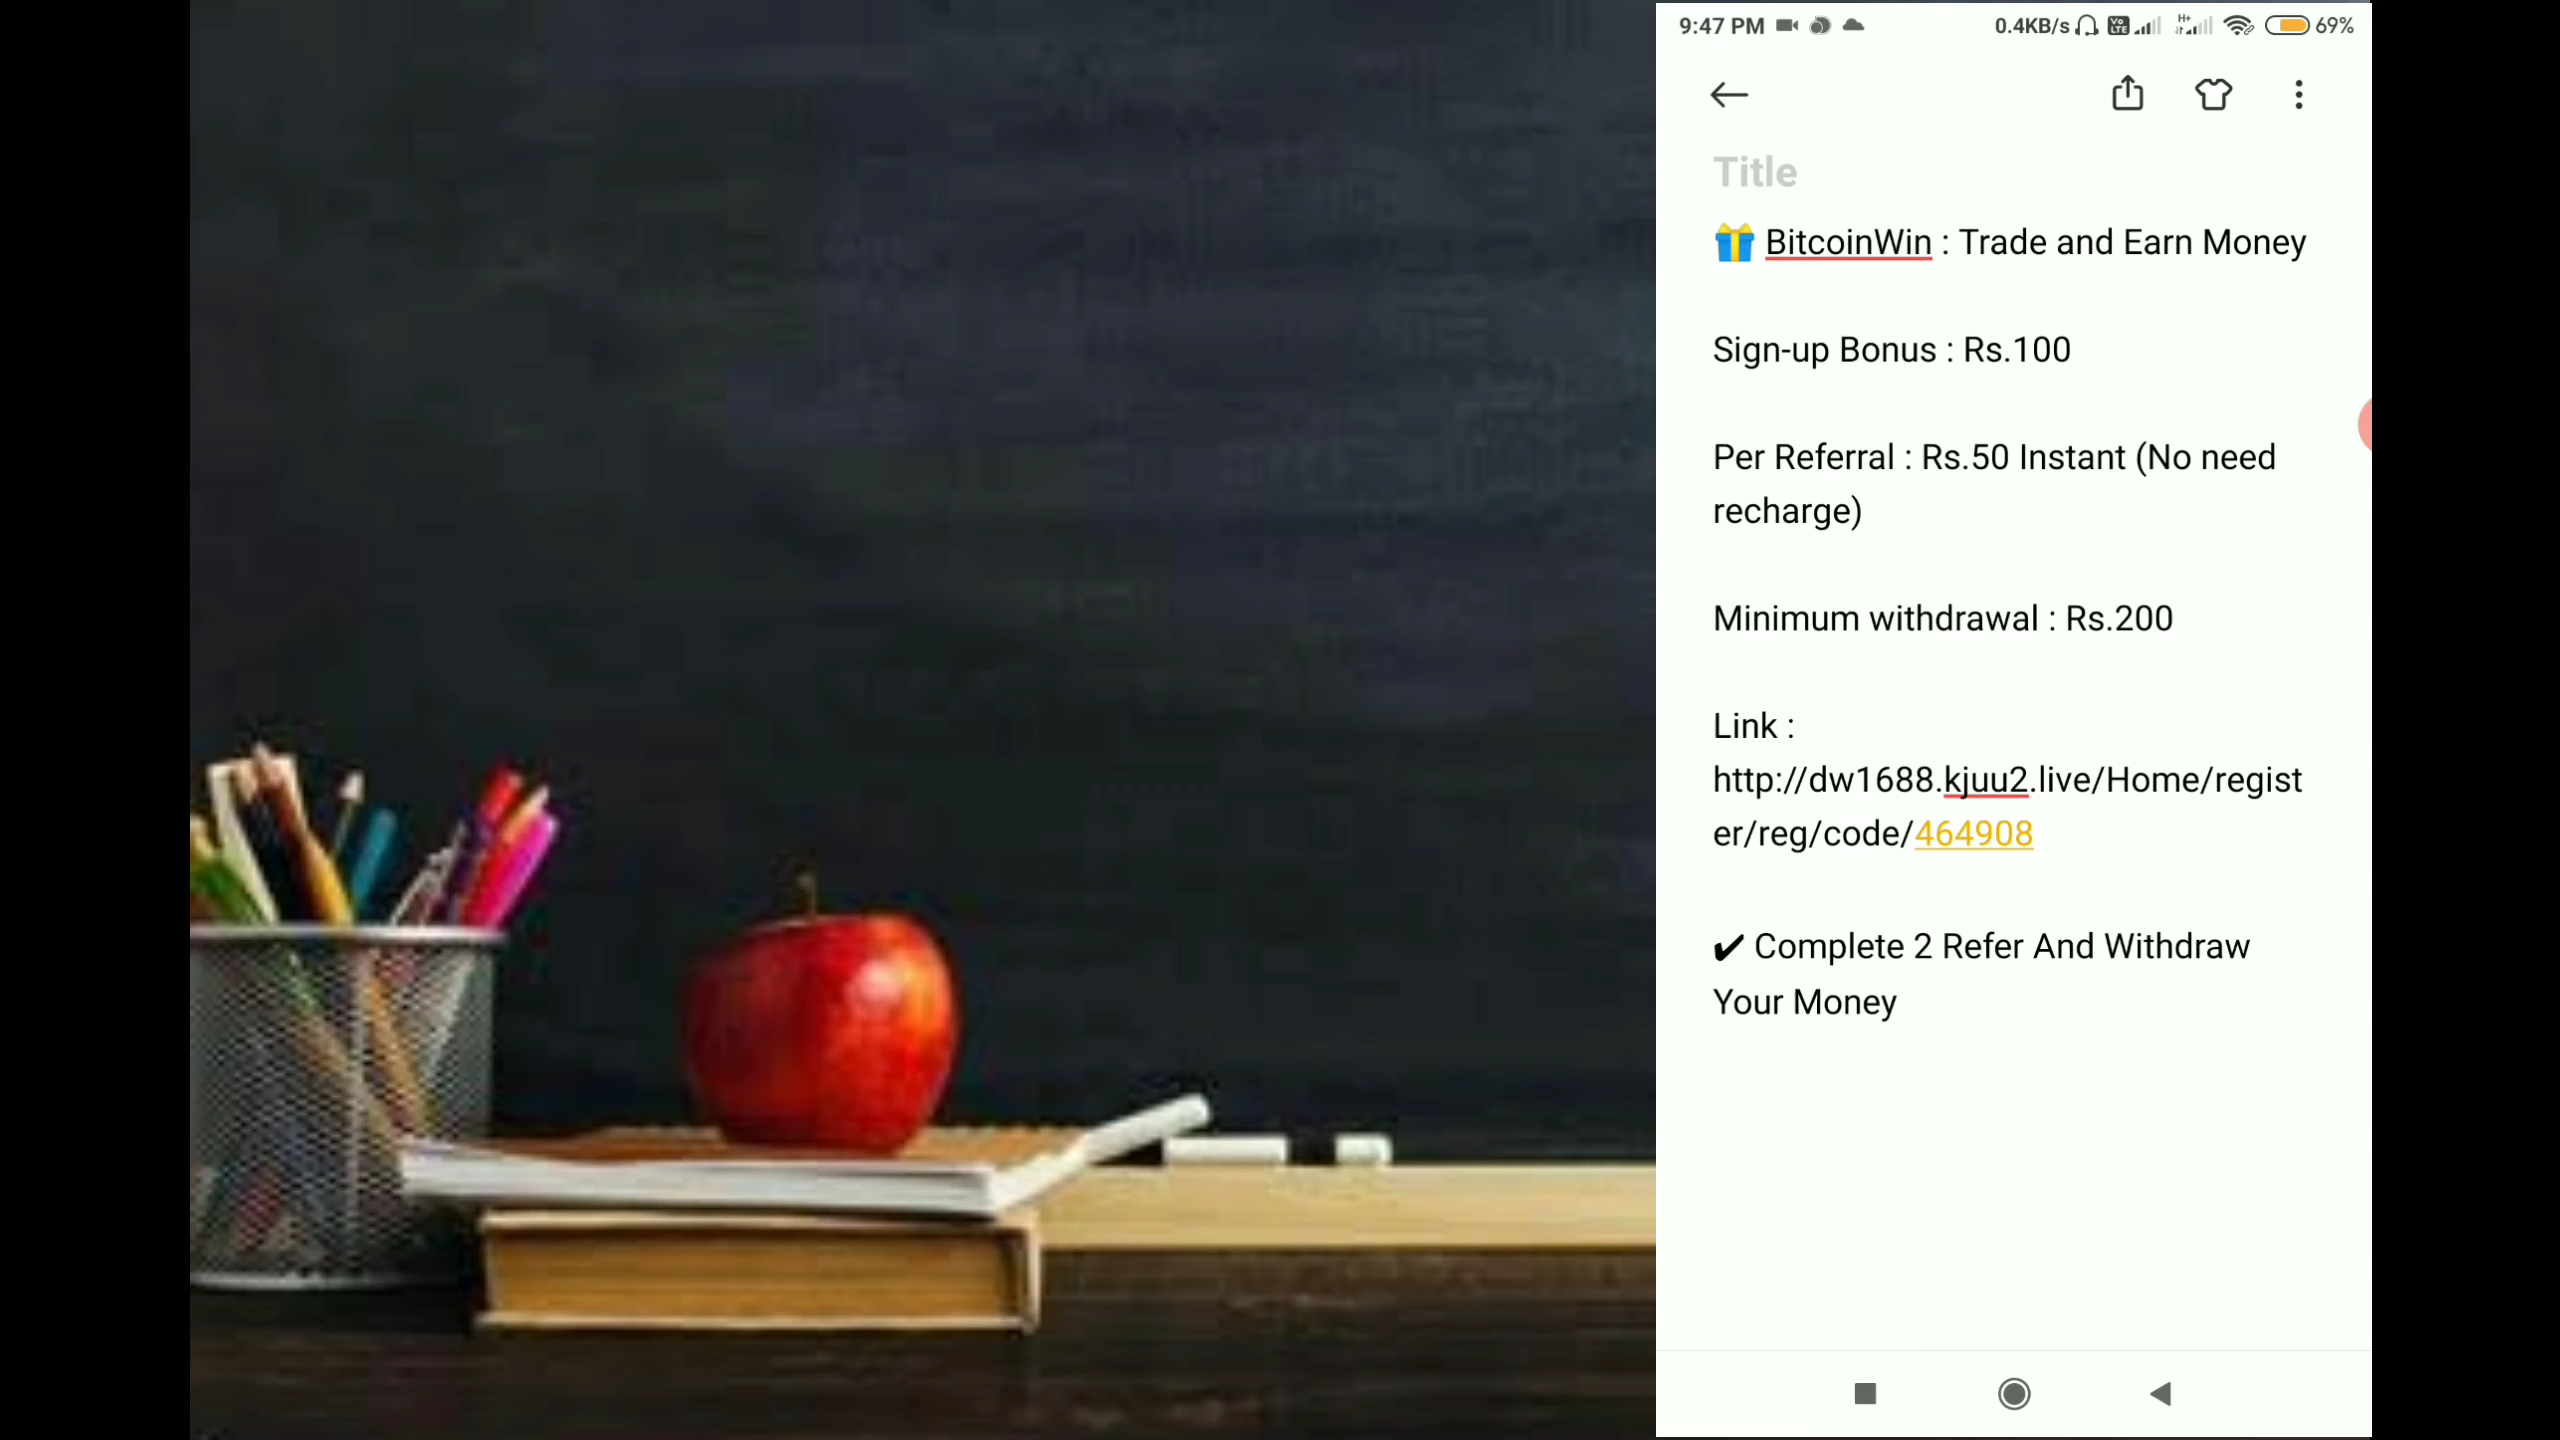 9:47 PM 0.4KB/s Vo LTE H+ 69%
Title
🎁 BitcoinWin : Trade and Earn Money
Sign-up Bonus : Rs.100
Per Referral : Rs.50 Instant (No need
recharge)
Minimum withdrawal : Rs.200
Link :
http://dw1688.kjuu2.live/Home/regist
er/reg/code/464908
✔ Complete 2 Refer And Withdraw
Your Money